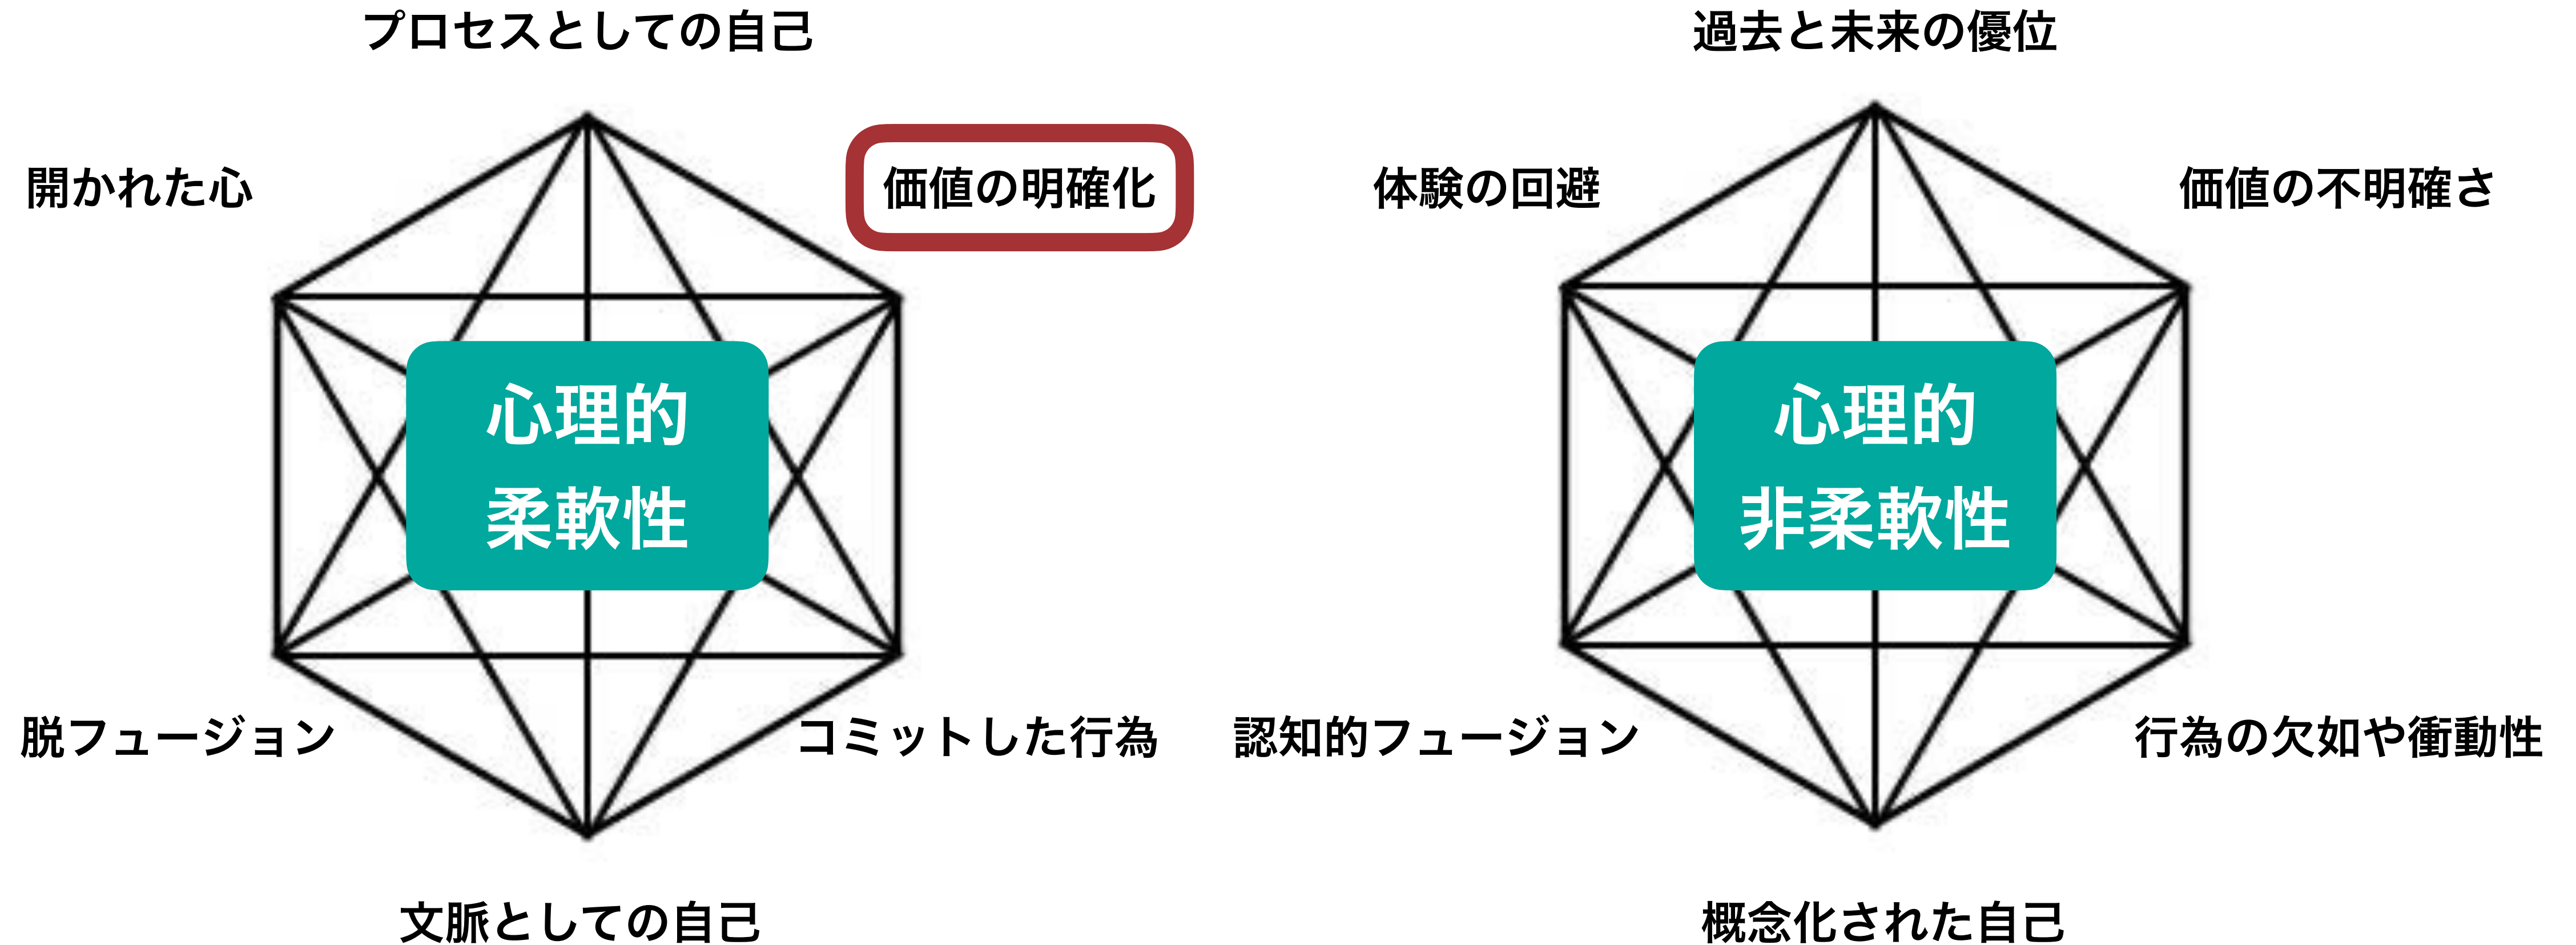 プロセスとしての自己
開かれた心
価値の明確化
心理的
柔軟性
脱フュージョン
コミットした行為
文脈としての自己
過去と未来の優位
体験の回避
価値の不明確さ
心理的
非柔軟性
認知的フュージョン
行為の欠如や衝動性
概念化された自己